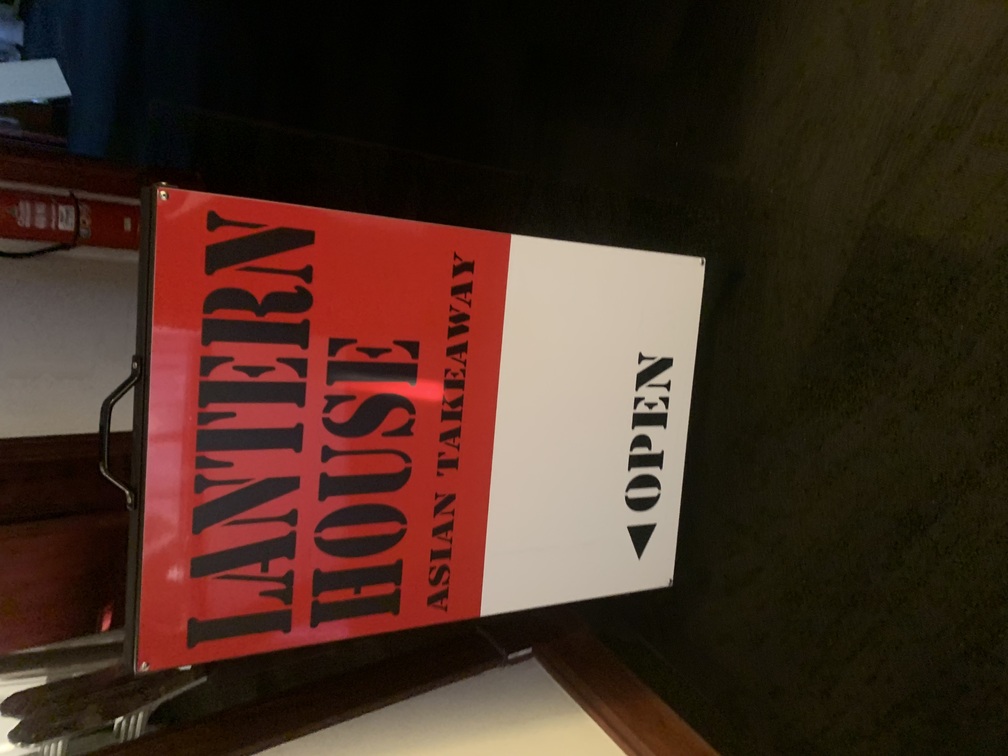 LANTERN
HOUSE
ASIAN TAKEAWAY
◀ OPEN